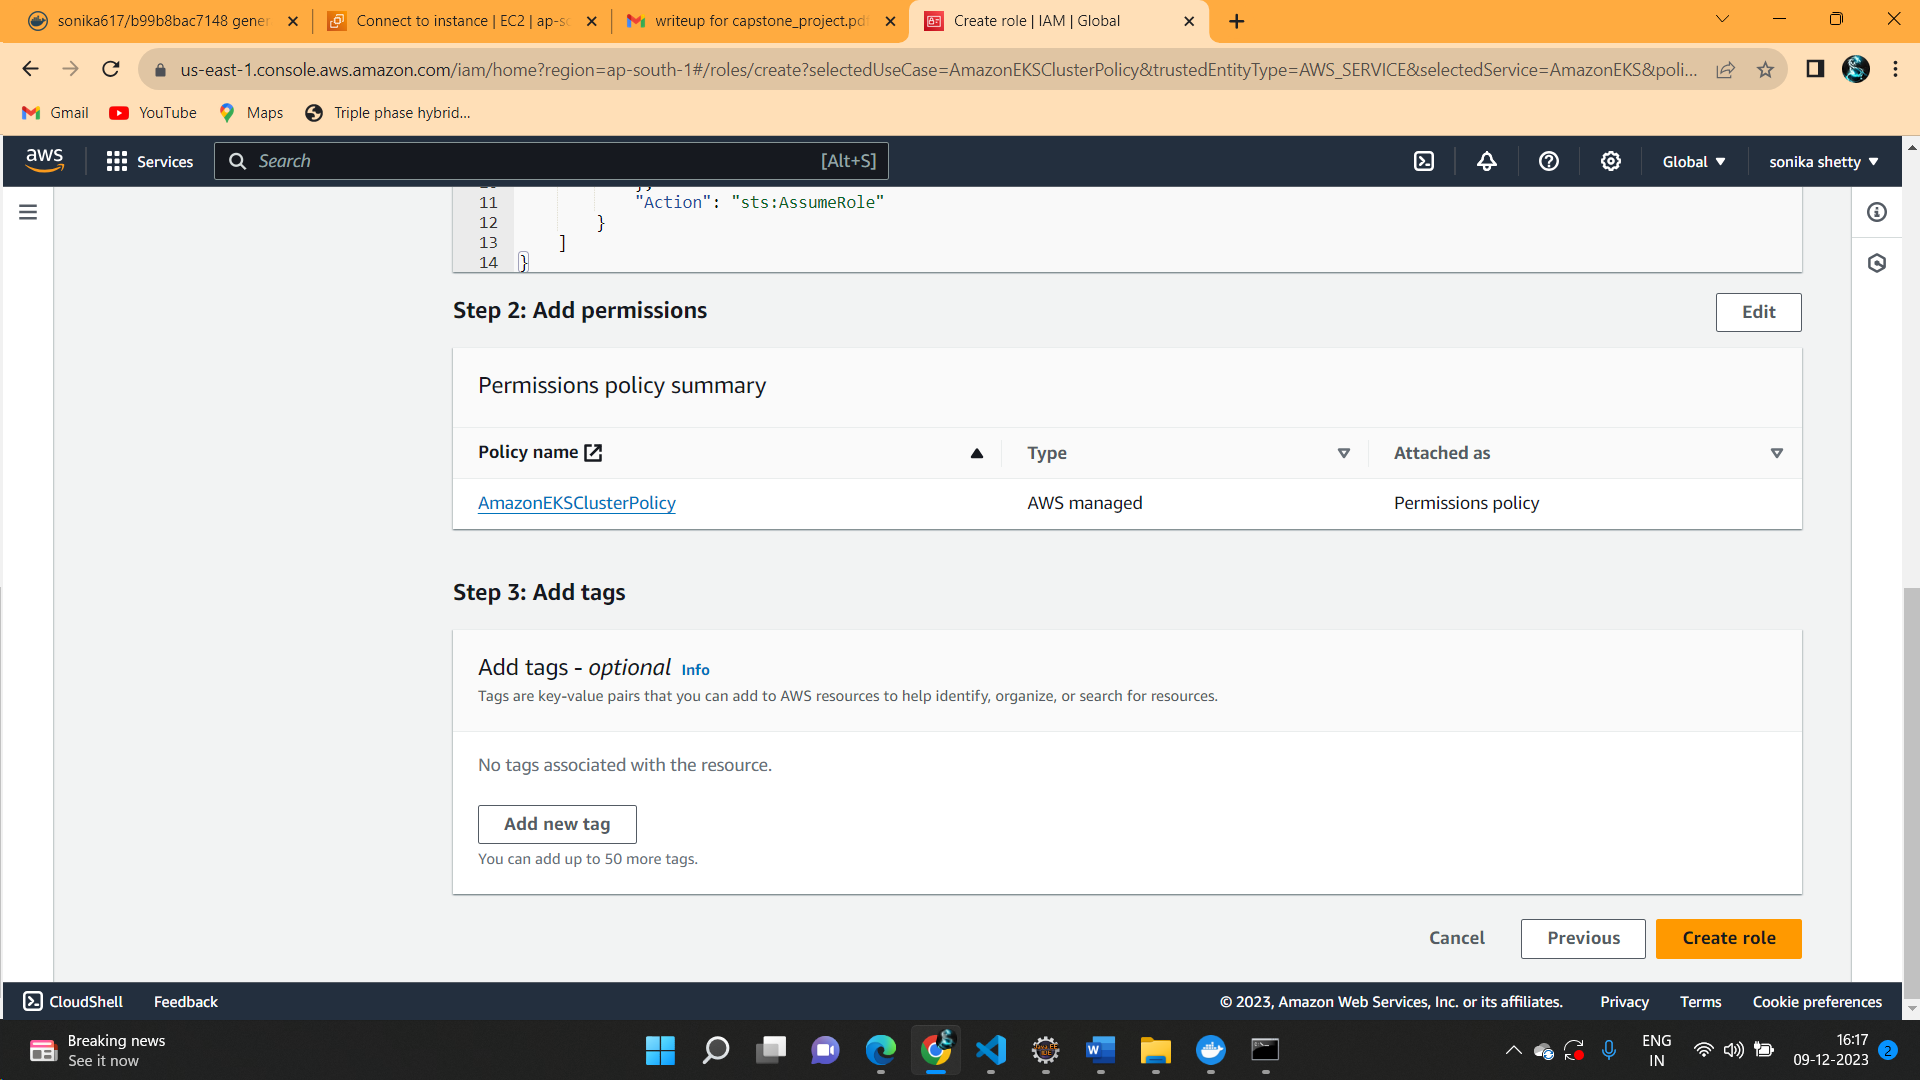 sonika617/b99b8bac7148 gener
Connect to instance | EC2 | ap-so
writeup for capstone_project.pdf
Create role | IAM | Global
us-east-1.console.aws.amazon.com/iam/home?region=ap-south-1#/roles/create?selectedUseCase=AmazonEKSClusterPolicy&trustedEntityType=AWS_SERVICE&selectedService=AmazonEKS&poli...
Gmail
YouTube
Maps
Triple phase hybrid...
aws
Services
Search
[Alt+S]
Global
sonika shetty
11 "Action": "sts:AssumeRole"
12 }
13 ]
14 }
Step 2: Add permissions
Edit
Permissions policy summary
Policy name
Type
Attached as
AmazonEKSClusterPolicy
AWS managed
Permissions policy
Step 3: Add tags
Add tags - optional Info
Tags are key-value pairs that you can add to AWS resources to help identify, organize, or search for resources.
No tags associated with the resource.
Add new tag
You can add up to 50 more tags.
Cancel
Previous
Create role
CloudShell
Feedback
© 2023, Amazon Web Services, Inc. or its affiliates.
Privacy
Terms
Cookie preferences
Breaking news
See it now
ENG
IN
16:17
09-12-2023
2